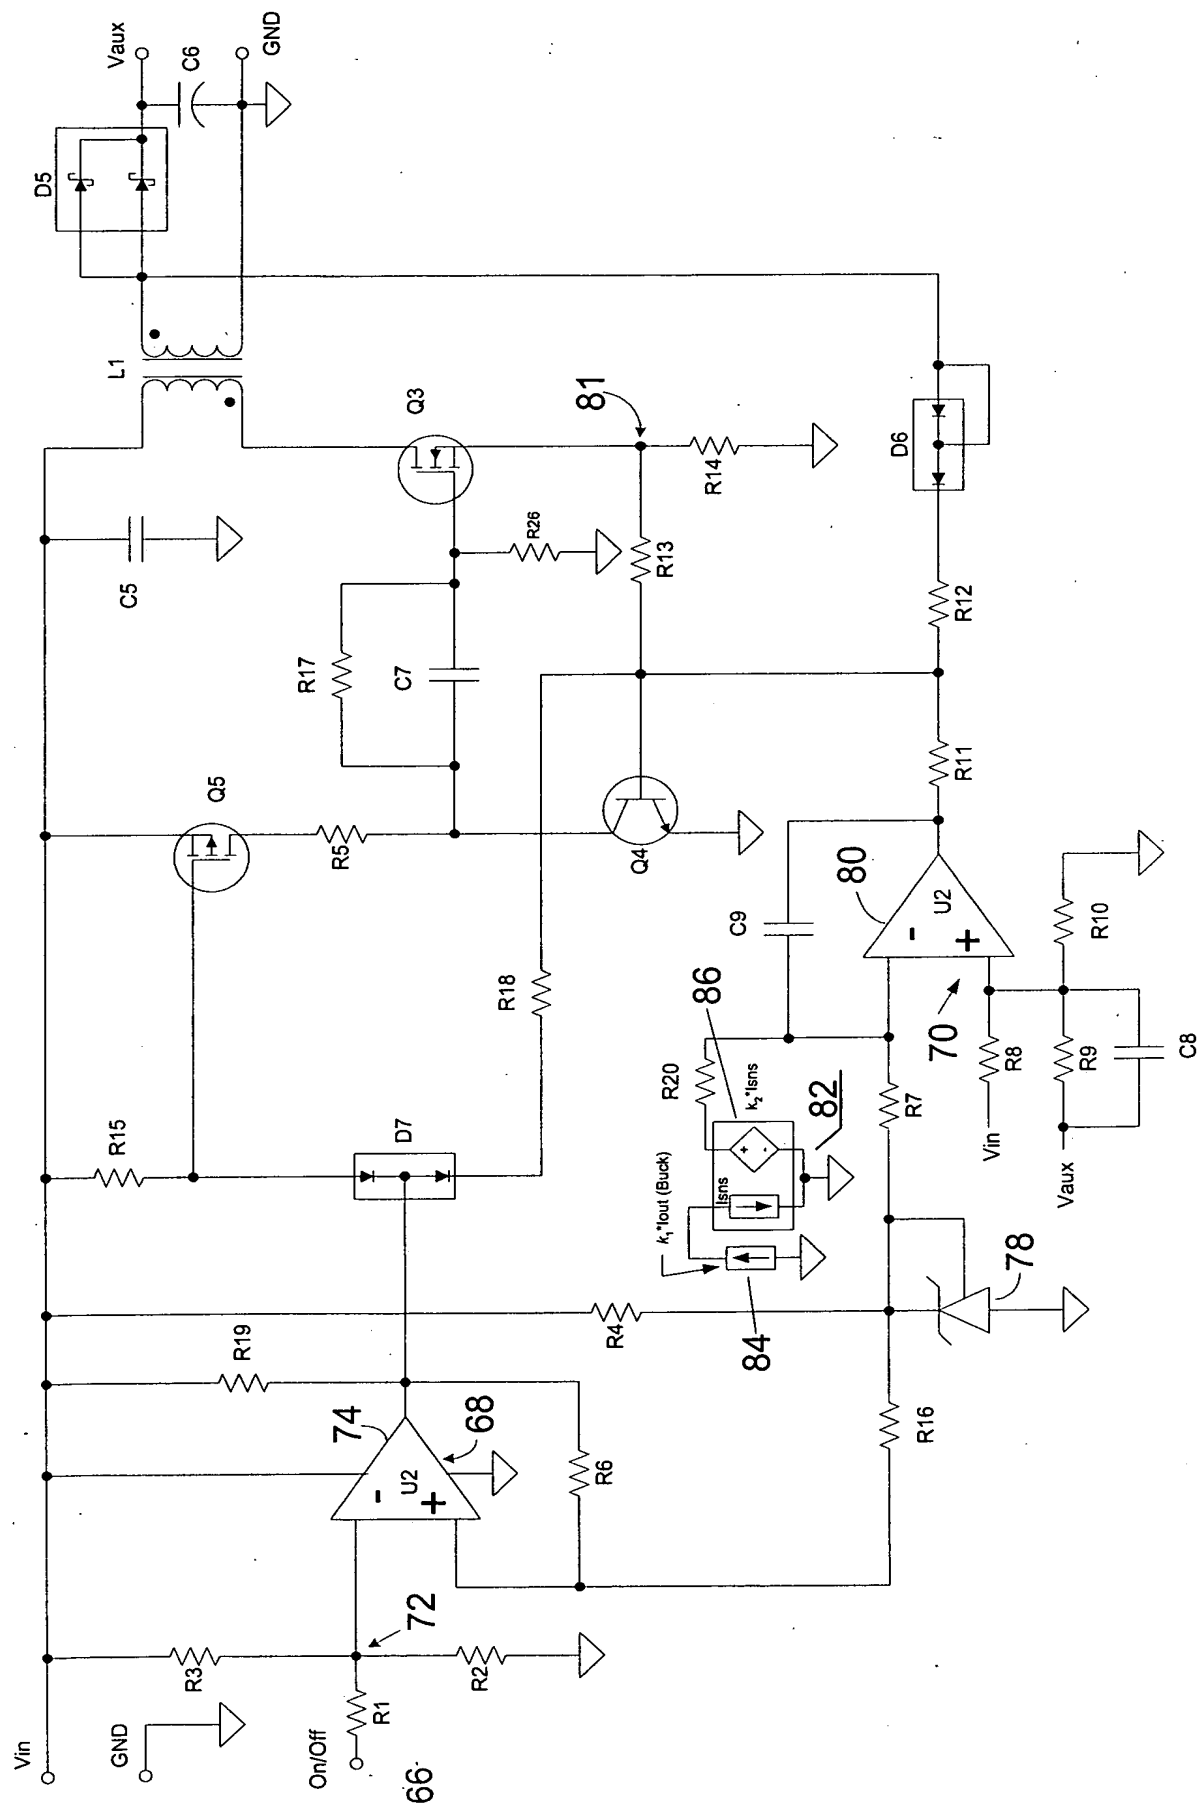 Vin
GND
On/Off
66
R1
R3
72
R2
74
U2
-
+
68
R19
R6
R16
R4
R15
D7
R18
Q5
R5
R17
C7
Q4
C5
L1
Q3
R26
R13
81
R14
D5
Vaux
C6
GND
D6
R12
R11
80
U2
-
+
70
C9
R20
86
k2*Isns
82
k1*Iout (Buck)
Isns
84
R7
78
Vin
R8
Vaux
R9
R10
C8